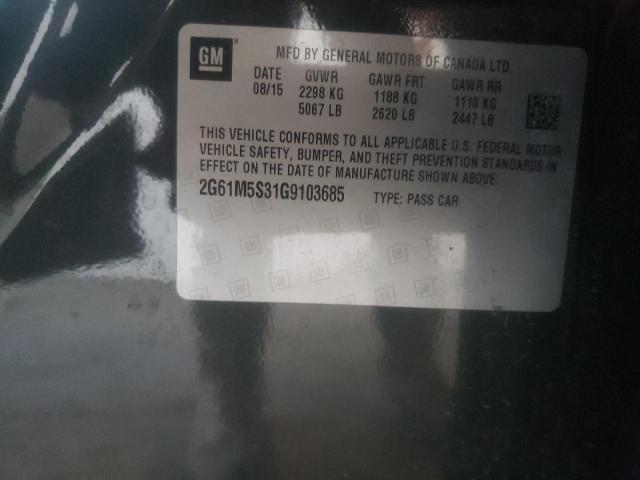 GM
MFD BY GENERAL MOTORS OF CANADA LTD.
DATE GVWR GAWR FRT GAWR RR
08/15 2298 KG 1188 KG 1110 KG
5067 LB 2620 LB 2447 LB
THIS VEHICLE CONFORMS TO ALL APPLICABLE U.S. FEDERAL MOTOR
VEHICLE SAFETY, BUMPER, AND THEFT PREVENTION STANDARDS IN
EFFECT ON THE DATE OF MANUFACTURE SHOWN ABOVE.
2G61M5S31G9103685 TYPE: PASS CAR